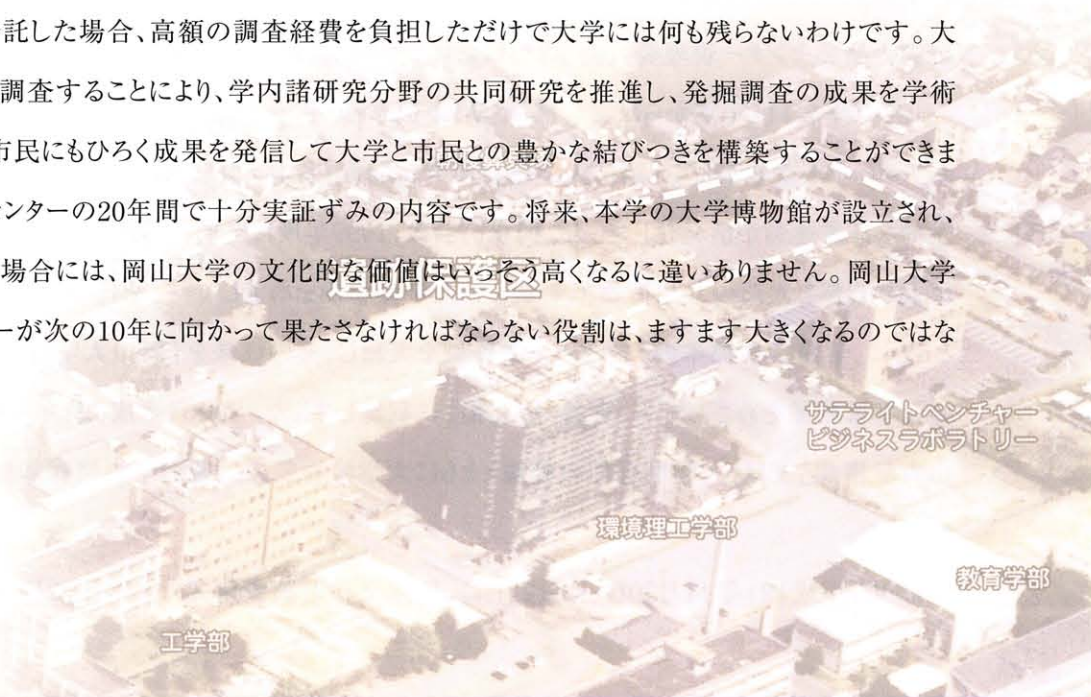 託した場合、高額の調査経費を負担しただけで大学には何も残らないわけです。大
調査することにより、学内諸研究分野の共同研究を推進し、発掘調査の成果を学術
市民にもひろく成果を発信して大学と市民との豊かな結びつきを構築することができま
ンターの20年間で十分実証ずみの内容です。将来、本学の大学博物館が設立され、
場合には、岡山大学の文化的な価値はいっそう高くなるに違いありません。岡山大学
遺跡保護区
ーが次の10年に向かって果たさなければならない役割は、ますます大きくなるのではな
サテライトベンチャー
ビジネスラボラトリー
環境理工学部
教育学部
工学部